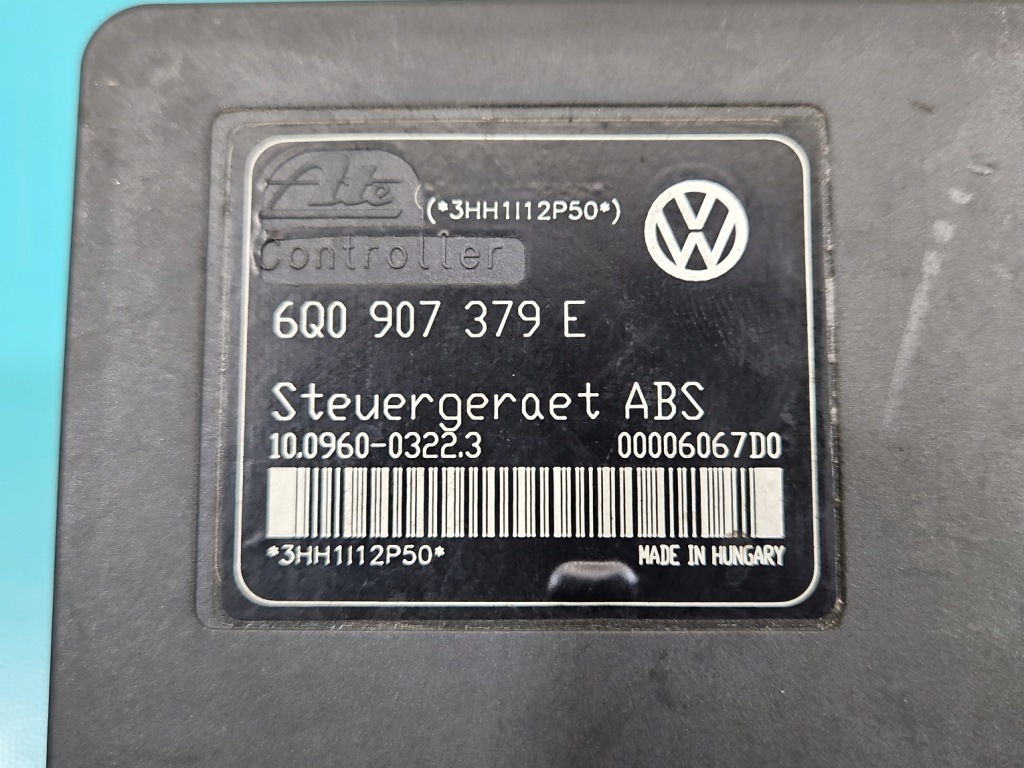 Ate
(*3HH1I12P50*)
Controller
6Q0 907 379 E
Steuergeraet ABS
10.0960-0322.3 00006067D0
*3HH1I12P50*
MADE IN HUNGARY